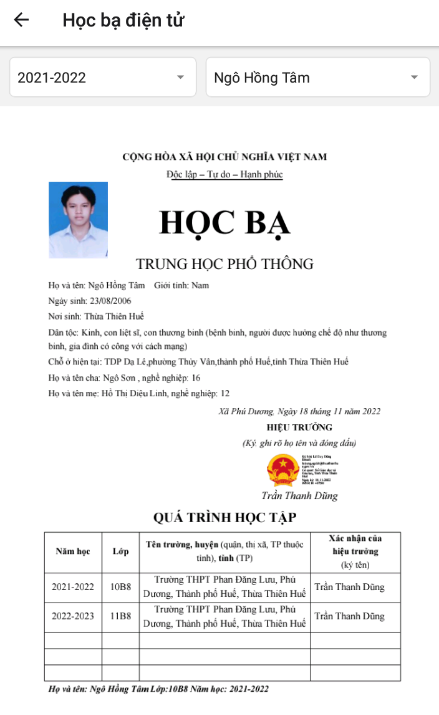 Học bạ điện tử
2021-2022
Ngô Hồng Tâm
CỘNG HÒA XÃ HỘI CHỦ NGHĨA VIỆT NAM
Độc lập – Tự do – Hạnh phúc
HỌC BẠ
TRUNG HỌC PHỔ THÔNG
Họ và tên: Ngô Hồng Tâm Giới tính: Nam
Ngày sinh: 23/08/2006
Nơi sinh: Thừa Thiên Huế
Dân tộc: Kinh, con liệt sĩ, con thương binh (bệnh binh, người được hưởng chế độ như thương
binh, gia đình có công với cách mạng)
Chỗ ở hiện tại: TDP Dạ Lê,phường Thủy Vân,thành phố Huế,tỉnh Thừa Thiên Huế
Họ và tên cha: Ngô Sơn , nghề nghiệp: 16
Họ và tên mẹ: Hồ Thị Diệu Linh, nghề nghiệp: 12
Xã Phú Dương, Ngày 18 tháng 11 năm 2022
HIỆU TRƯỞNG
(Ký, ghi rõ họ tên và đóng dấu)
Trần Thanh Dũng
QUÁ TRÌNH HỌC TẬP
Năm học Lớp Tên trường, huyện (quận, thị xã, TP thuộc tỉnh), tỉnh (TP) Xác nhận của hiệu trưởng (ký tên)
2021-2022 10B8 Trường THPT Phan Đăng Lưu, Phú Dương, Thành phố Huế, Thừa Thiên Huế Trần Thanh Dũng
2022-2023 11B8 Trường THPT Phan Đăng Lưu, Phú Dương, Thành phố Huế, Thừa Thiên Huế Trần Thanh Dũng
Họ và tên: Ngô Hồng Tâm Lớp:10B8 Năm học: 2021-2022